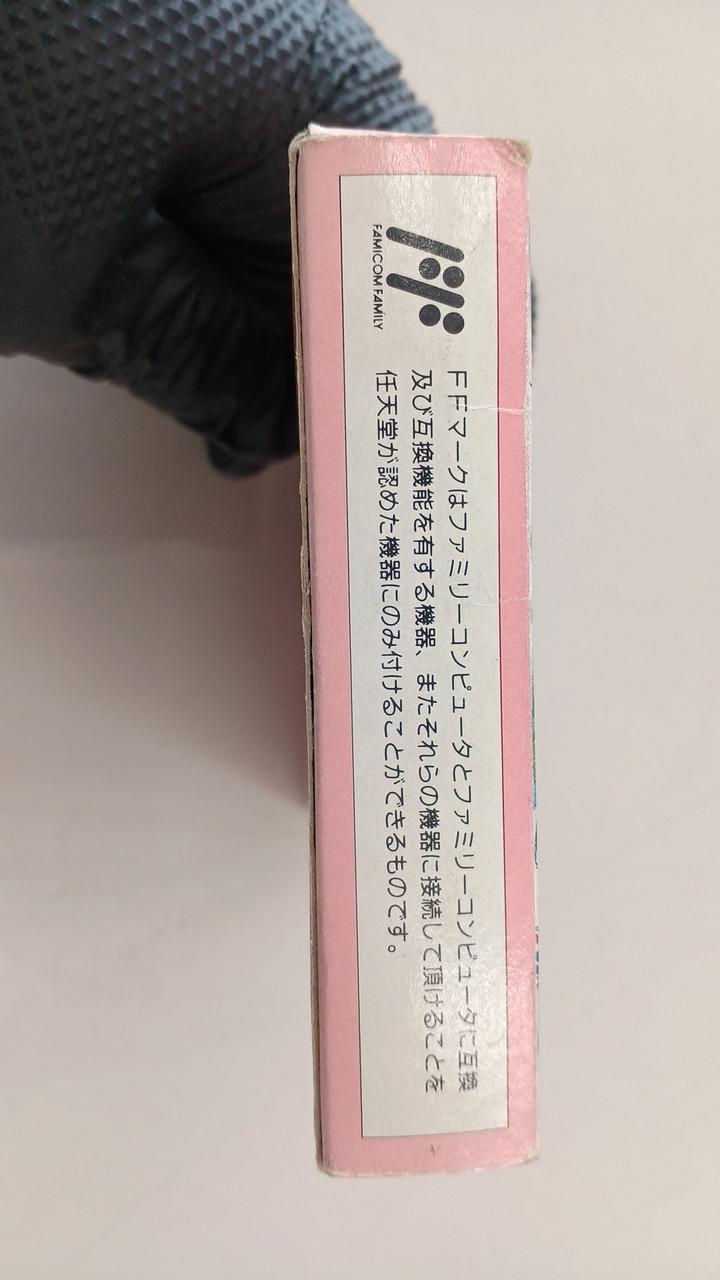 FAMICOM FAMILY
FFマークはファミリーコンピュータとファミリーコンピュータに互換
及び互換機能を有する機器、またそれらの機器に接続して頂けることを
任天堂が認めた機器にのみ付けることができるものです。